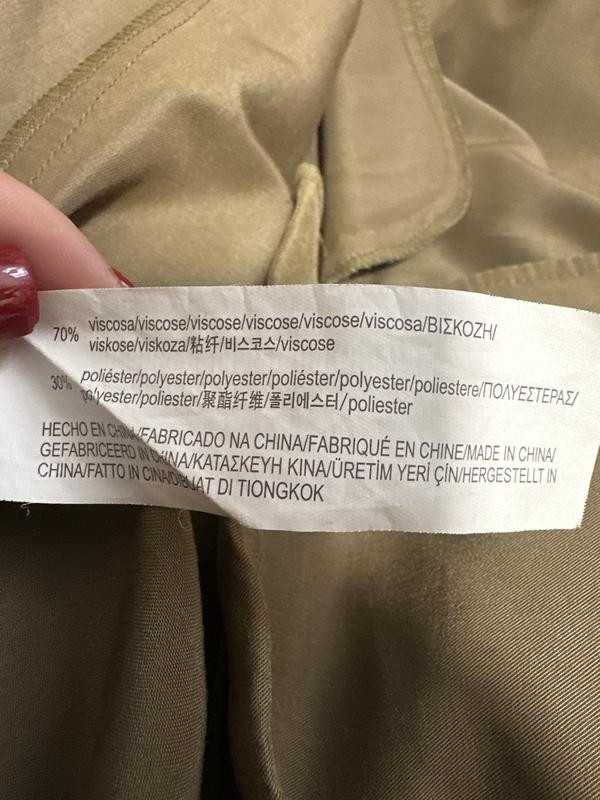 70% viscosa/viscose/viscose/viscose/viscose/viscosa/ΒΙΣΚΟΖΗ/
viskose/viskoza/粘纤/비스코스/viscose
30% poliéster/polyester/polyester/poliéster/polyester/poliestere/ΠΟΛΥΕΣΤΕΡΑΣ/
polyester/polyester/聚酯纤维/폴리에스터/poliester
HECHO EN CHINA/FABRICADO NA CHINA/FABRIQUÉ EN CHINE/MADE IN CHINA/
GEFABRICEERD IN CHINA/ΚΑΤΑΣΚΕΥΗ ΚΙΝΑ/ÜRETİM YERİ ÇİN/HERGESTELLT IN
CHINA/FATTO IN CINA/DIBUAT DI TIONGKOK